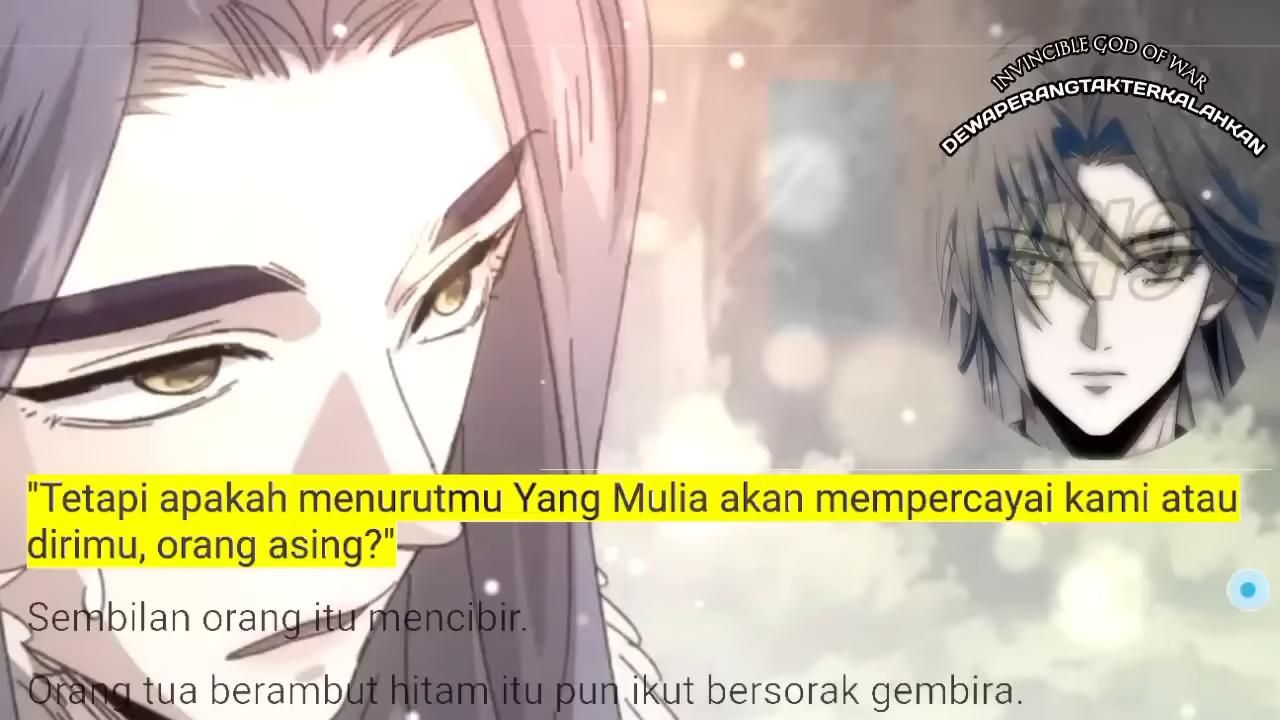 INVINCIBLE GOD OF WAR
DEWAPERANGTAKTERKALAHKAN
"Tetapi apakah menurutmu Yang Mulia akan mempercayai kami atau
dirimu, orang asing?"
Sembilan orang itu mencibir.
Orang tua berambut hitam itu pun ikut bersorak gembira.